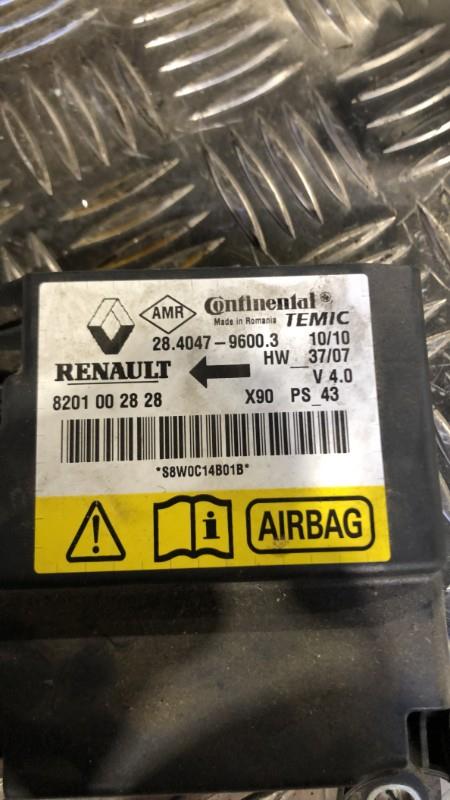 AMR Continental
Made in Romania TEMIC
28.4047-9600.3 10/10
HW__37/07
RENAULT V 4.0
8201 00 28 28 X90 PS_43
*S8W0C14B01B*
AIRBAG